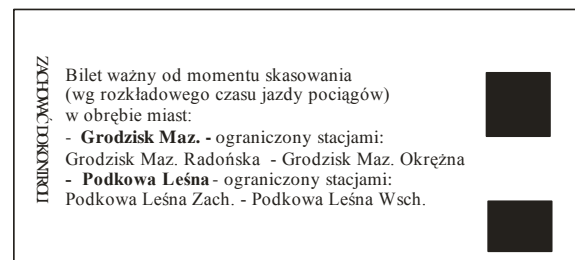 ZACHOWAĆ DO KONTROLI
Bilet ważny od momentu skasowania
(wg rozkładowego czasu jazdy pociągów)
w obrębie miast:
- Grodzisk Maz. - ograniczony stacjami:
Grodzisk Maz. Radońska - Grodzisk Maz. Okrężna
- Podkowa Leśna - ograniczony stacjami:
Podkowa Leśna Zach. - Podkowa Leśna Wsch.